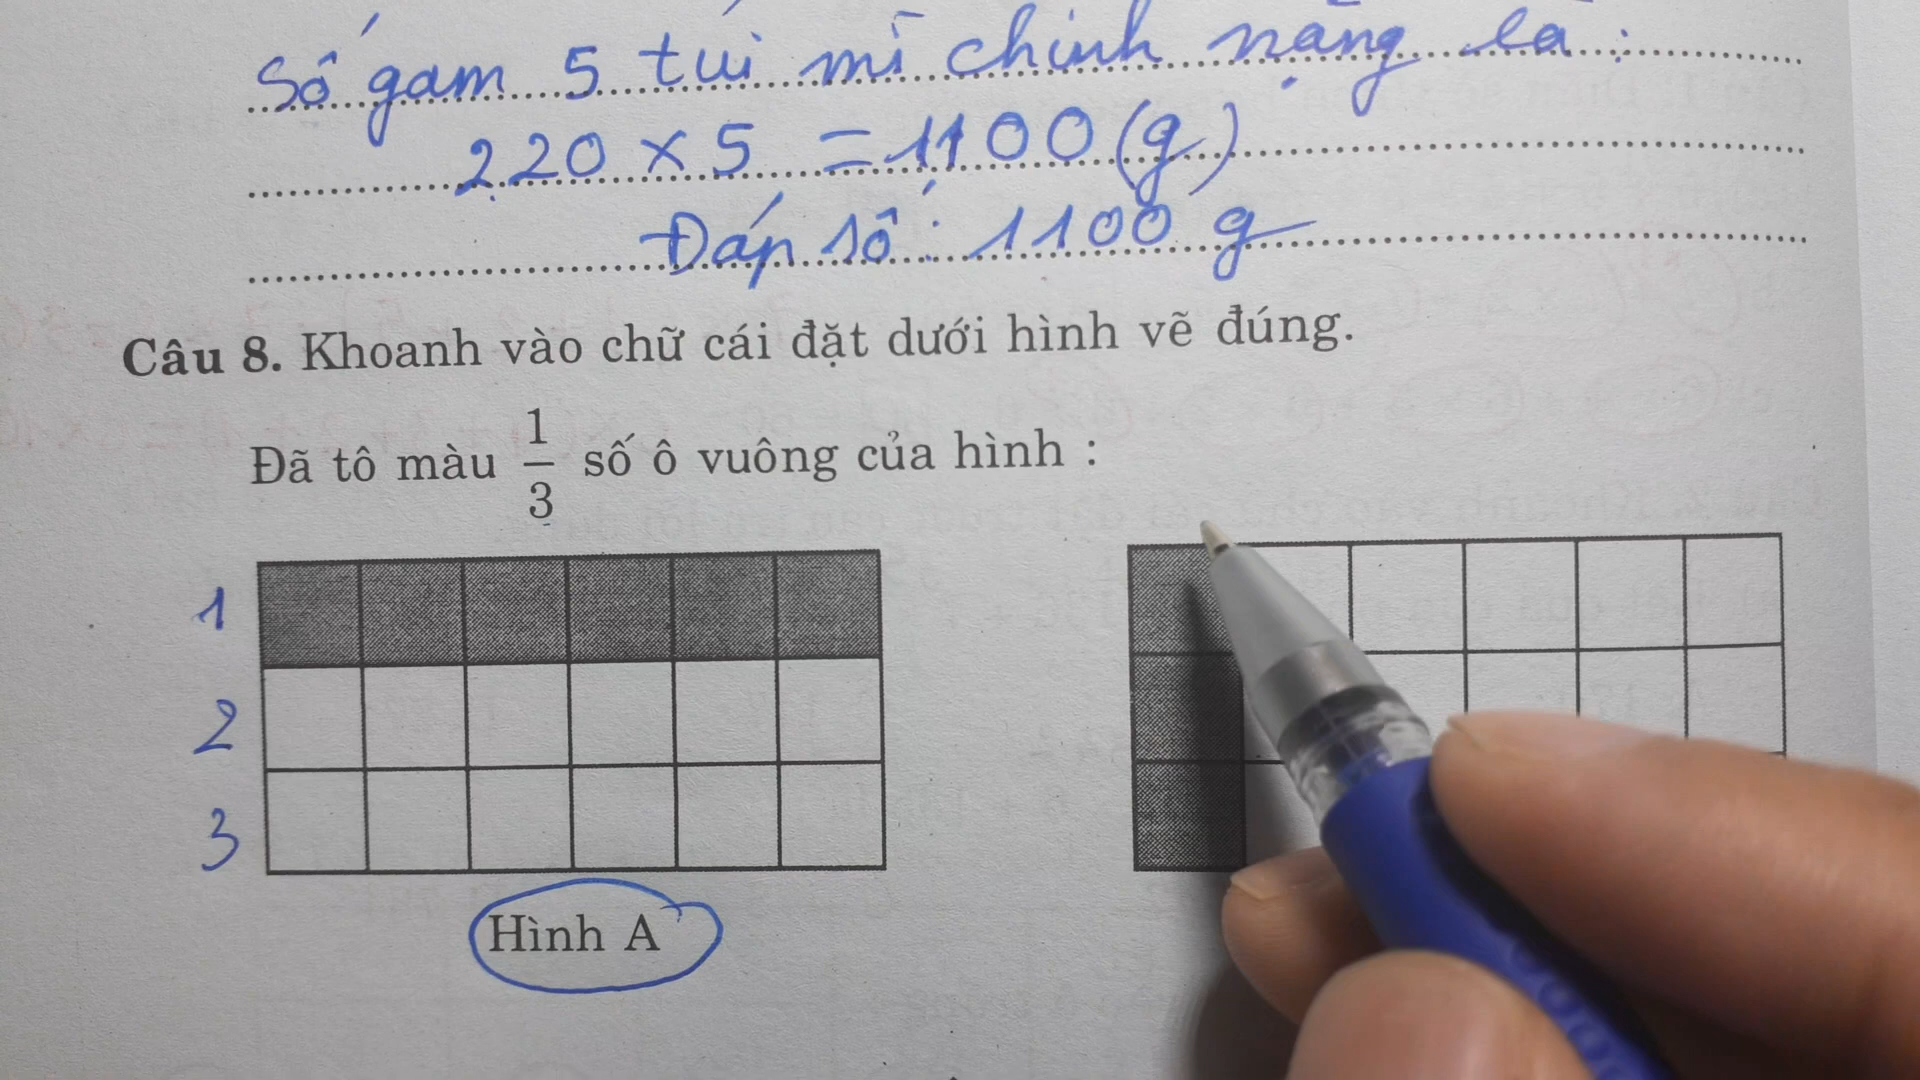 Số gam 5 túi mì chính nặng là :
220 × 5 = 1100 (g)
Đáp số : 1100 g
Câu 8. Khoanh vào chữ cái đặt dưới hình vẽ đúng.
Đã tô màu 1/3 số ô vuông của hình :
1
2
3
Hình A